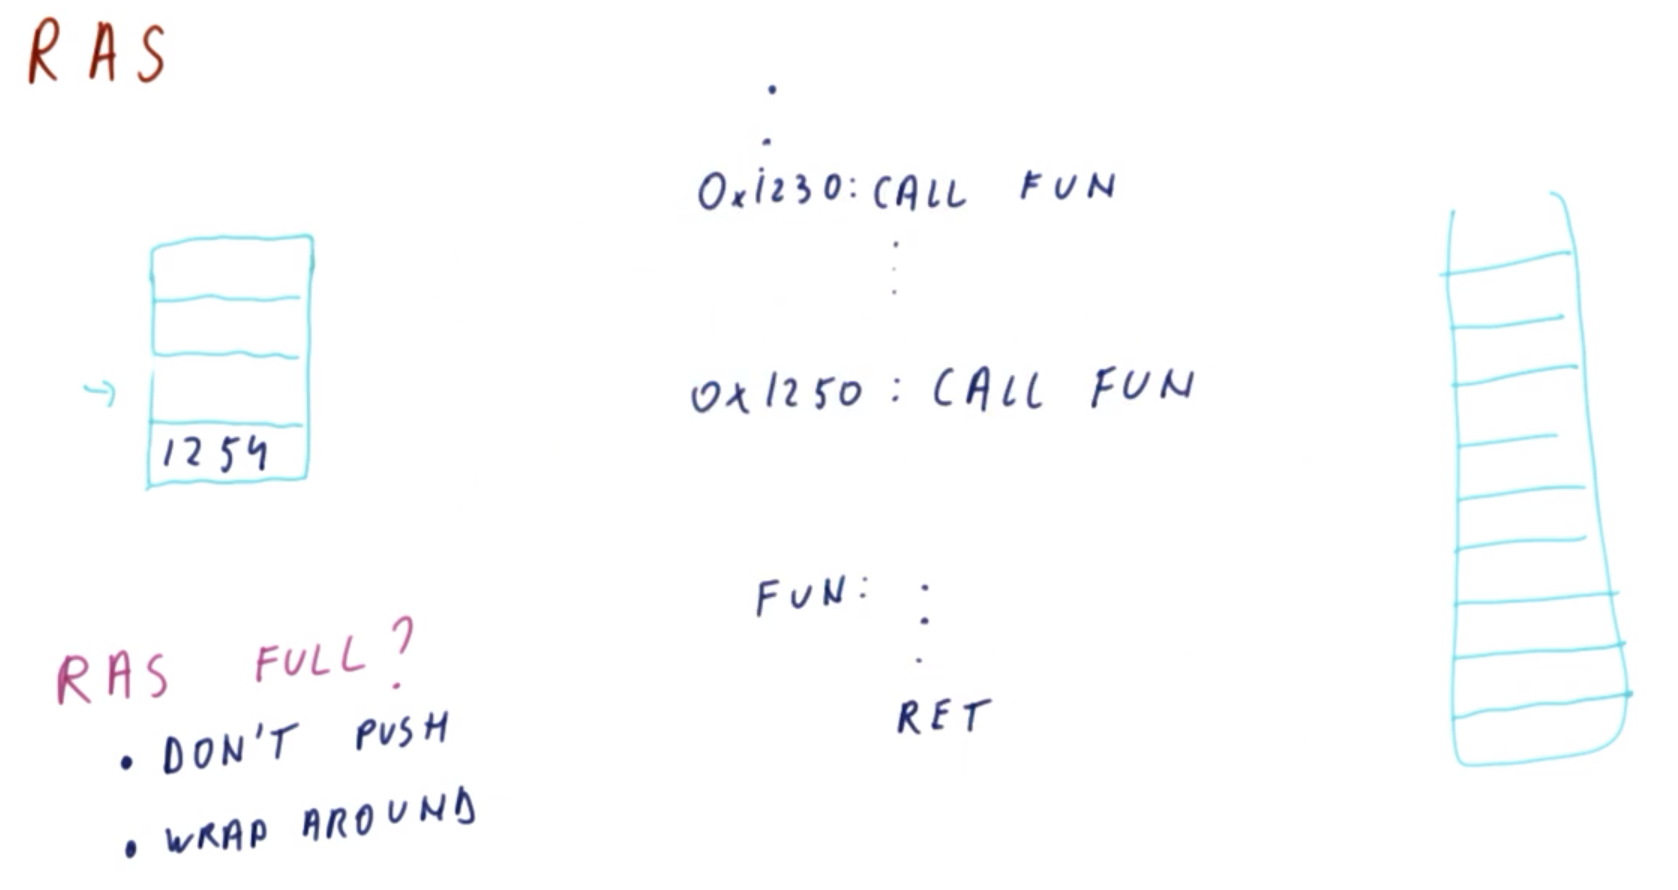 RAS
0x1230: CALL FUN
0x1250: CALL FUN
1254
FUN:
RET
RAS FULL?
• DON'T PUSH
• WRAP AROUND